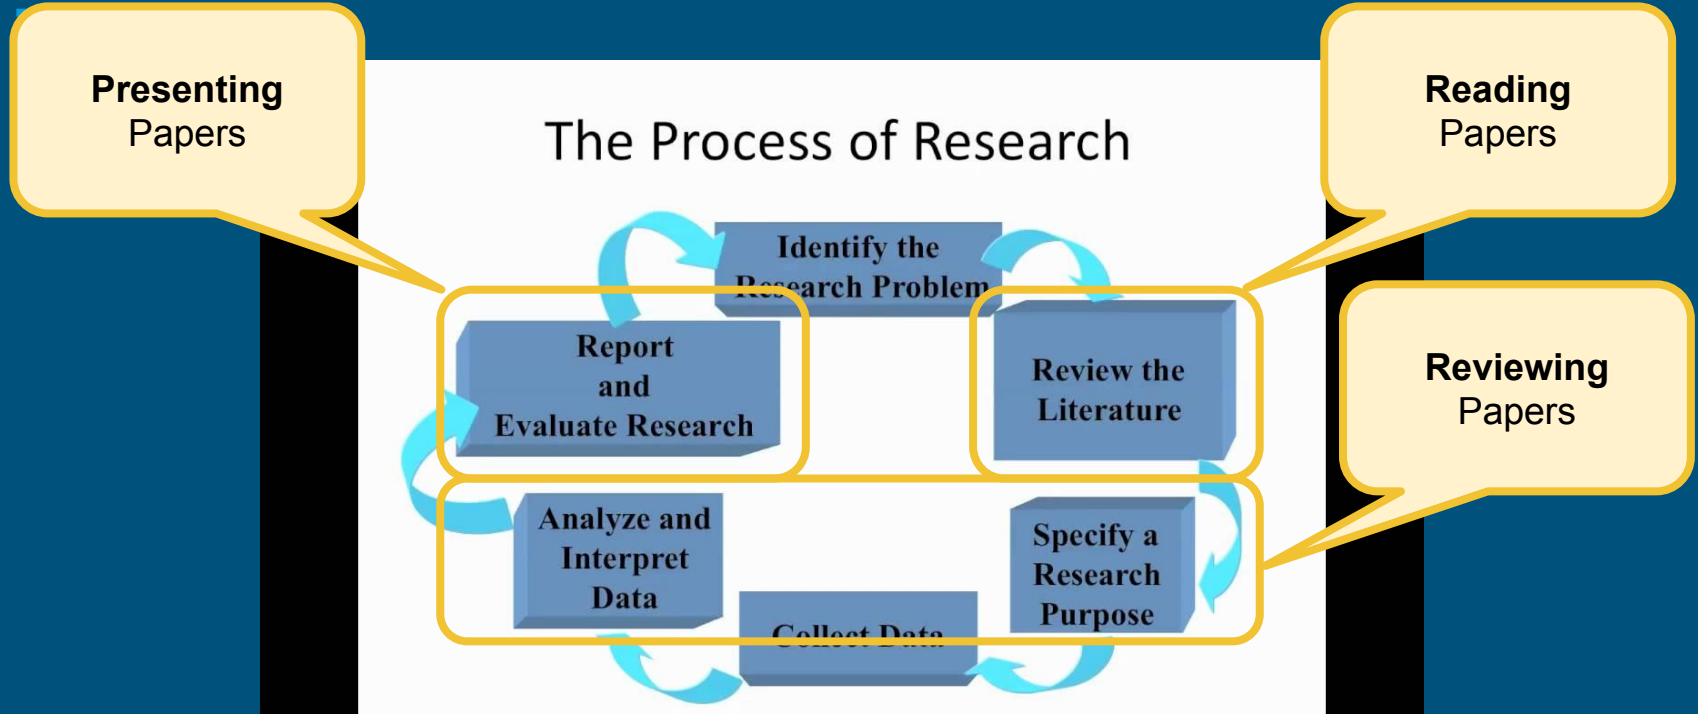 Presenting
Papers
Reading
Papers
The Process of Research
Identify the
Research Problem
Report
and
Evaluate Research
Review the
Literature
Reviewing
Papers
Analyze and
Interpret
Data
Specify a
Research
Purpose
Collect Data